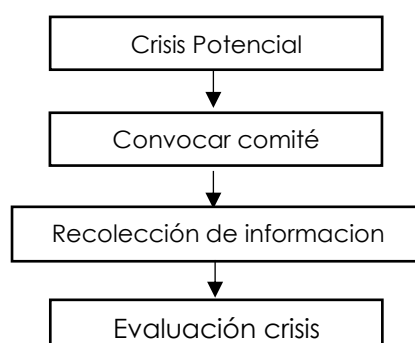 Crisis Potencial
Convocar comité
Recolección de informacion
Evaluación crisis